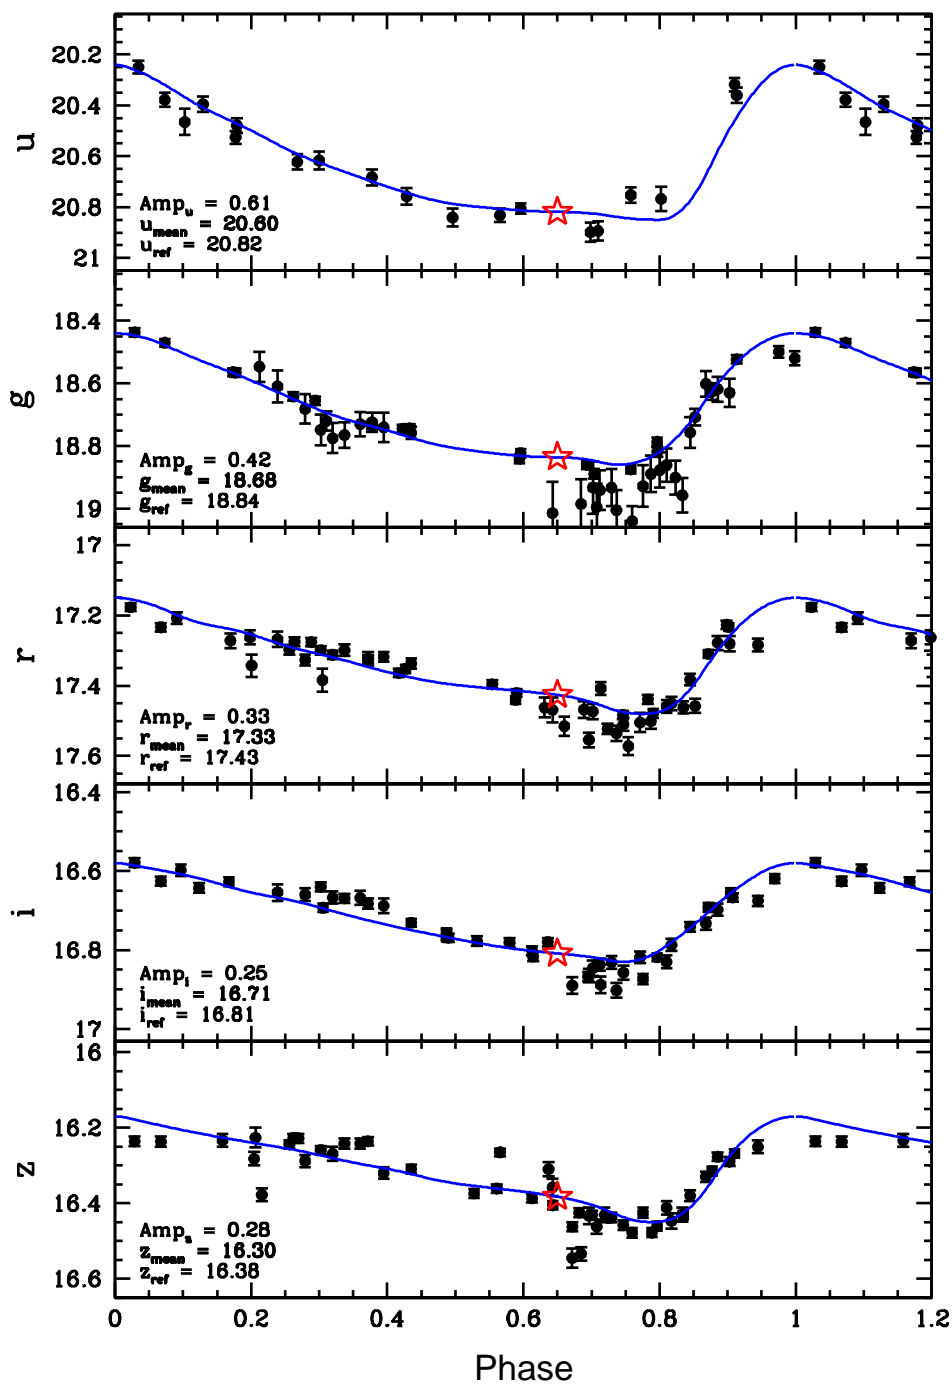 20.2
20.4
20.6
20.8
21
u
Amp_u = 0.61
u_mean = 20.60
u_ref = 20.82
18.4
18.6
18.8
19
g
Amp_g = 0.42
g_mean = 18.68
g_ref = 18.84
17
17.2
17.4
17.6
r
Amp_r = 0.33
r_mean = 17.33
r_ref = 17.43
16.4
16.6
16.8
17
i
Amp_i = 0.25
i_mean = 16.71
i_ref = 16.81
16
16.2
16.4
16.6
z
Amp_z = 0.28
z_mean = 16.30
z_ref = 16.38
0 0.2 0.4 0.6 0.8 1 1.2
Phase